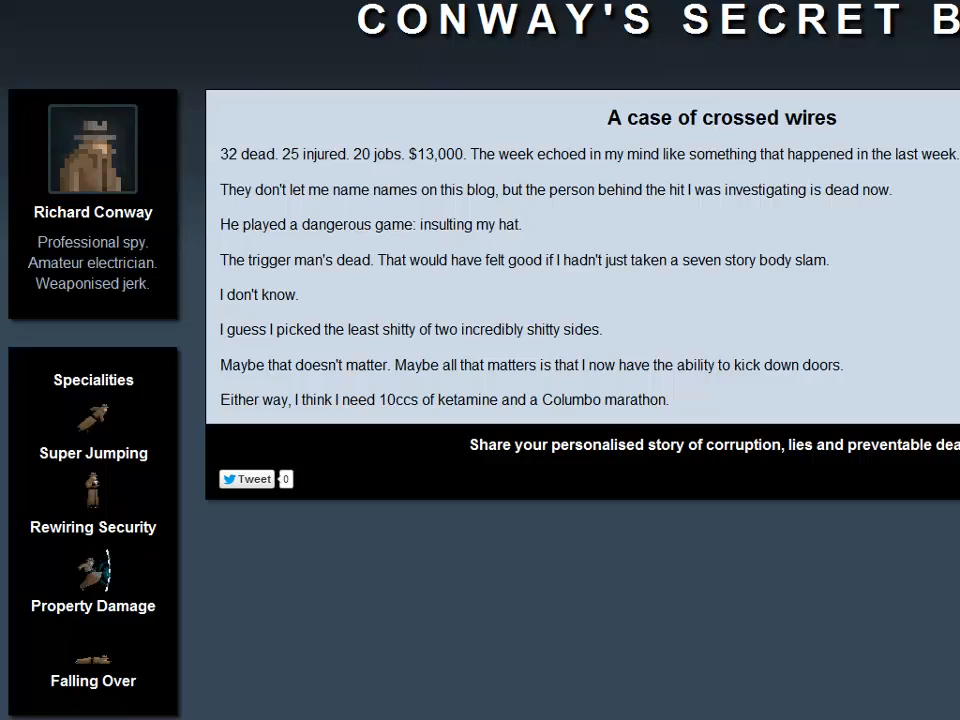 CONWAY'S SECRET B
Richard Conway
Professional spy.
Amateur electrician.
Weaponised jerk.
Specialities
Super Jumping
Rewiring Security
Property Damage
Falling Over
A case of crossed wires
32 dead. 25 injured. 20 jobs. $13,000. The week echoed in my mind like something that happened in the last week.
They don't let me name names on this blog, but the person behind the hit I was investigating is dead now.
He played a dangerous game: insulting my hat.
The trigger man's dead. That would have felt good if I hadn't just taken a seven story body slam.
I don't know.
I guess I picked the least shitty of two incredibly shitty sides.
Maybe that doesn't matter. Maybe all that matters is that I now have the ability to kick down doors.
Either way, I think I need 10ccs of ketamine and a Columbo marathon.
Share your personalised story of corruption, lies and preventable dea
Tweet 0